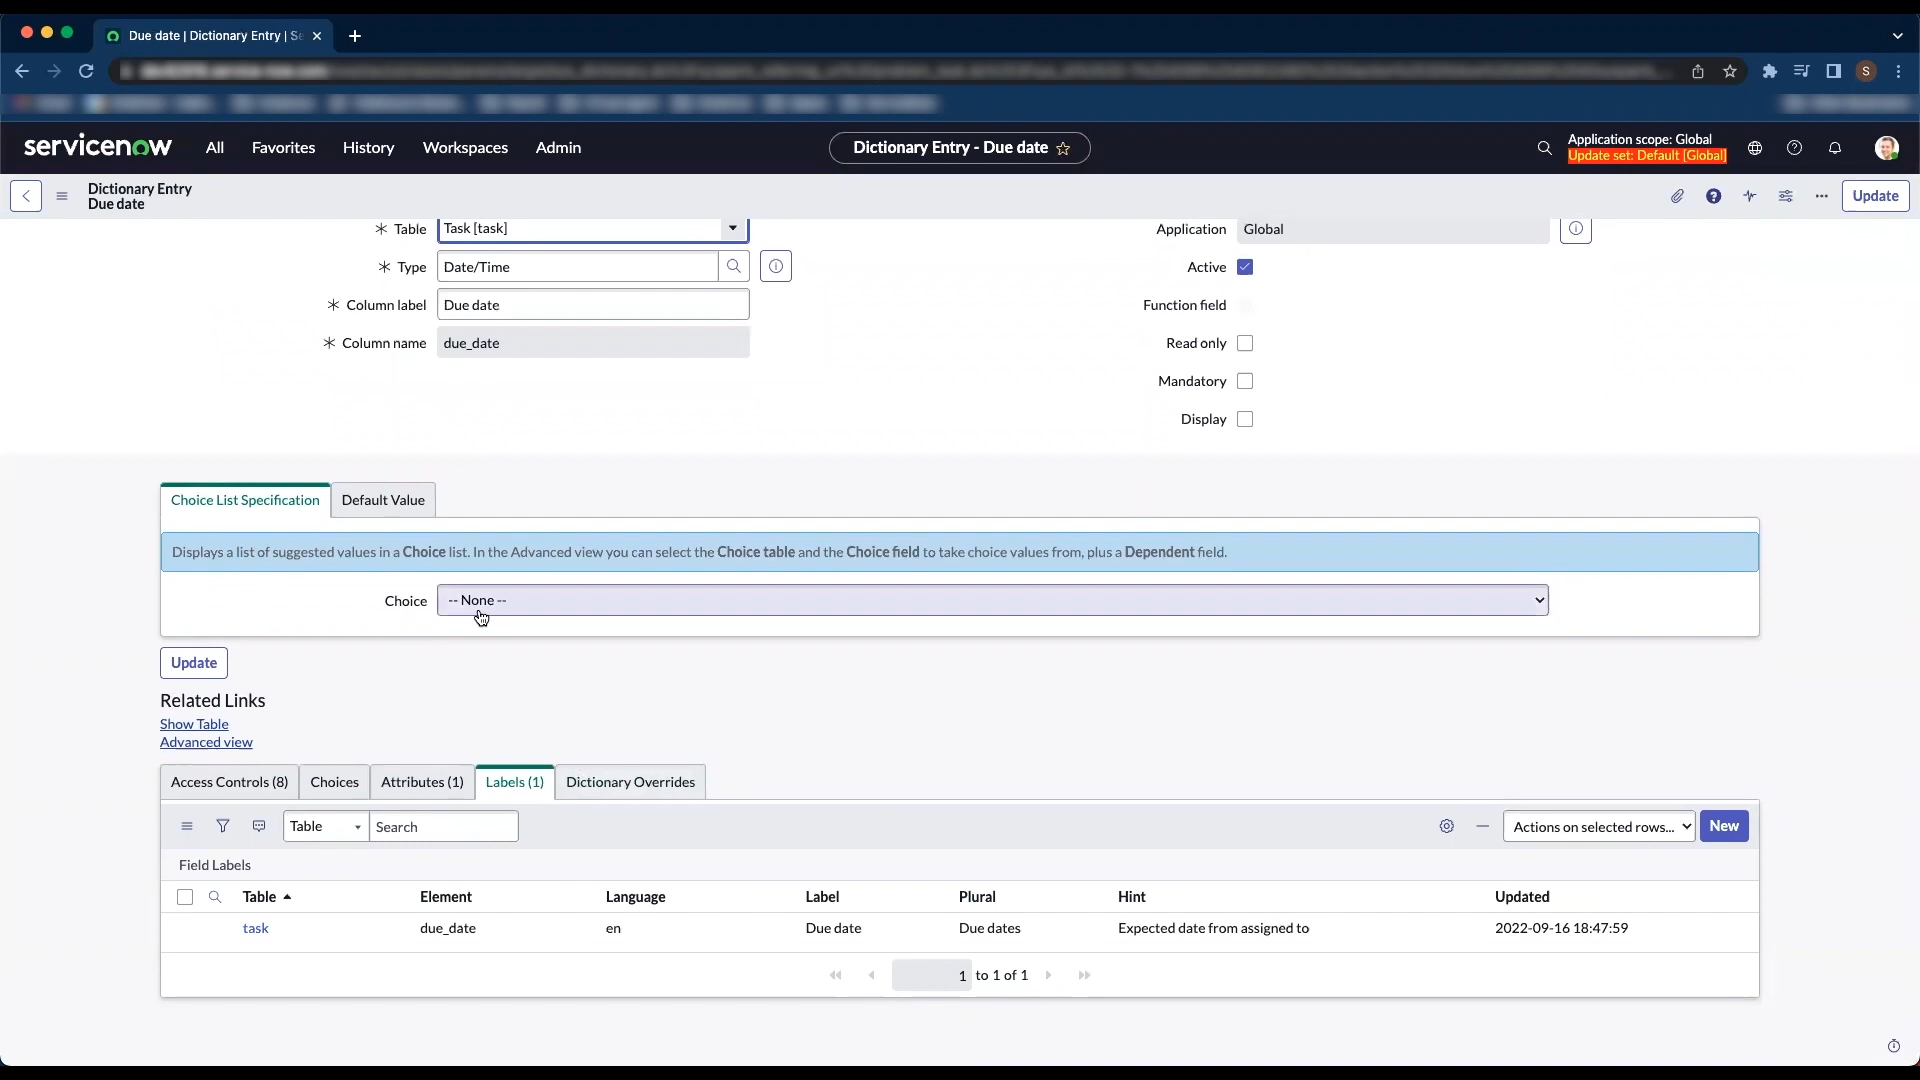 Due date | Dictionary Entry | Se
servicenow
All
Favorites
History
Workspaces
Admin
Dictionary Entry - Due date
Application scope: Global
Update set: Default [Global]
S
Dictionary Entry
Due date
Update
Table
Task [task]
Application
Global
Type
Date/Time
Active
Column label
Due date
Function field
Column name
due_date
Read only
Mandatory
Display
Choice List Specification
Default Value
Displays a list of suggested values in a Choice list. In the Advanced view you can select the Choice table and the Choice field to take choice values from, plus a Dependent field.
Choice
-- None --
Update
Related Links
Show Table
Advanced view
Access Controls (8)
Choices
Attributes (1)
Labels (1)
Dictionary Overrides
Table
Search
Actions on selected rows...
New
Field Labels
Table
Element
Language
Label
Plural
Hint
Updated
task
due_date
en
Due date
Due dates
Expected date from assigned to
2022-09-16 18:47:59
1 to 1 of 1